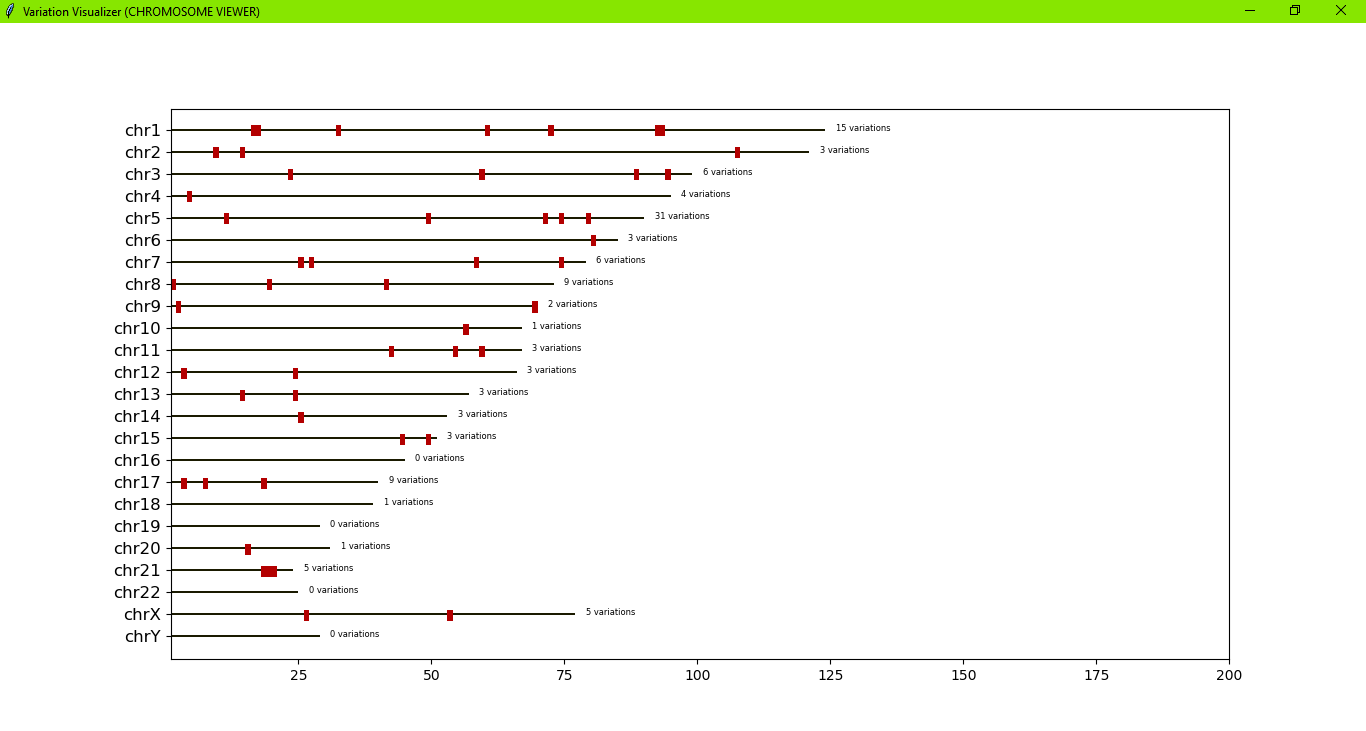 Variation Visualizer (CHROMOSOME VIEWER)
chr1 15 variations
chr2 3 variations
chr3 6 variations
chr4 4 variations
chr5 31 variations
chr6 3 variations
chr7 6 variations
chr8 9 variations
chr9 2 variations
chr10 1 variations
chr11 3 variations
chr12 3 variations
chr13 3 variations
chr14 3 variations
chr15 3 variations
chr16 0 variations
chr17 9 variations
chr18 1 variations
chr19 0 variations
chr20 1 variations
chr21 5 variations
chr22 0 variations
chrX 5 variations
chrY 0 variations
25 50 75 100 125 150 175 200